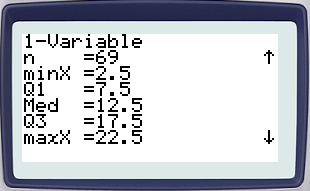 1-Variable
n =69 ↑
minX =2.5
Q1 =7.5
Med =12.5
Q3 =17.5
maxX =22.5 ↓